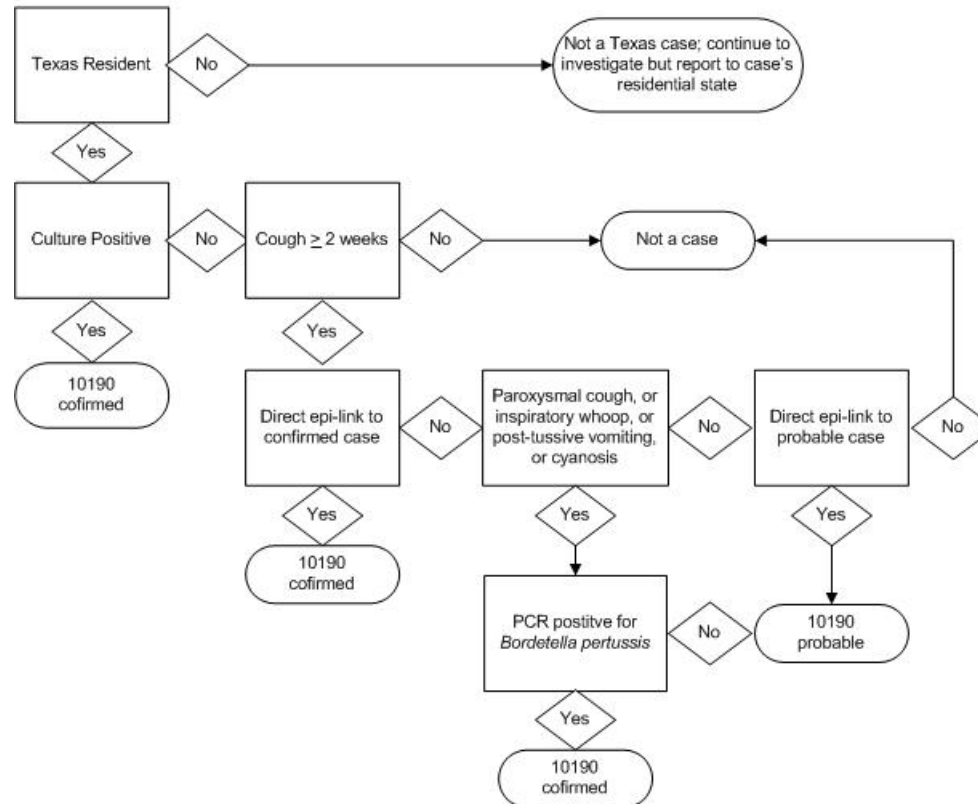 Texas Resident
No
Not a Texas case; continue to
investigate but report to case's
residential state
Yes
Culture Positive
No
Cough ≥ 2 weeks
No
Not a case
Yes
Yes
10190
cofirmed
Direct epi-link to
confirmed case
No
Paroxysmal cough, or
inspiratory whoop, or
post-tussive vomiting,
or cyanosis
No
Direct epi-link to
probable case
No
Yes
Yes
Yes
10190
cofirmed
PCR postitve for
Bordetella pertussis
No
10190
probable
Yes
10190
cofirmed